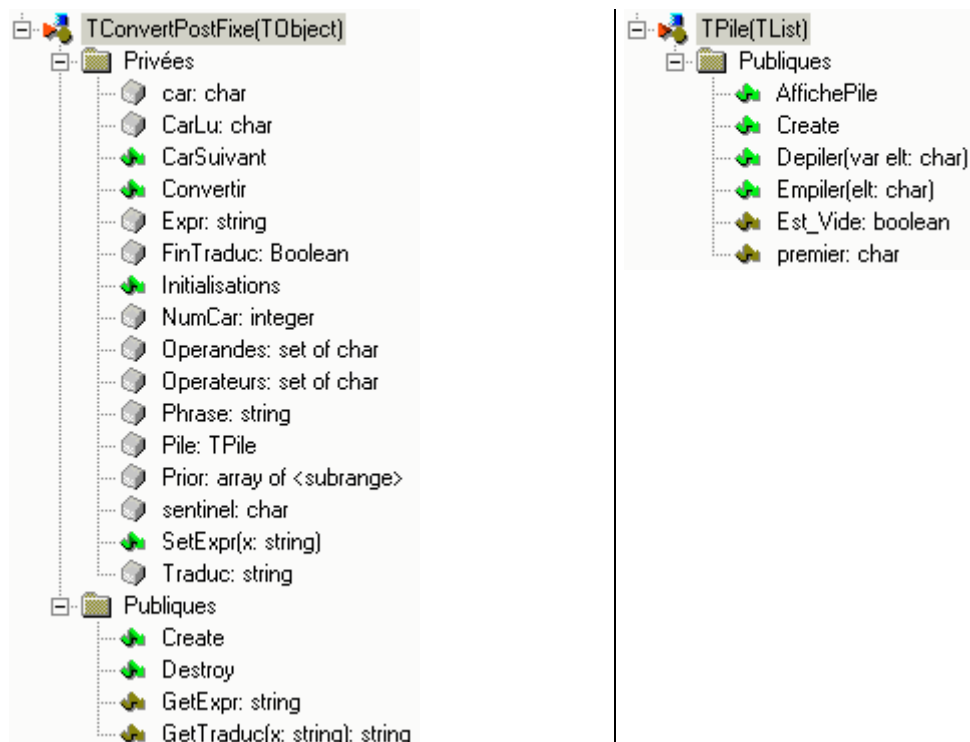 TConvertPostFixe(TObject)
Privées
car: char
CarLu: char
CarSuivant
Convertir
Expr: string
FinTraduc: Boolean
Initialisations
NumCar: integer
Operandes: set of char
Operateurs: set of char
Phrase: string
Pile: TPile
Prior: array of <subrange>
sentinel: char
SetExpr(x: string)
Traduc: string
Publiques
Create
Destroy
GetExpr: string
GetTraduc(x: string): string
TPile(TList)
Publiques
AffichePile
Create
Depiler(var elt: char)
Empiler(elt: char)
Est_Vide: boolean
premier: char